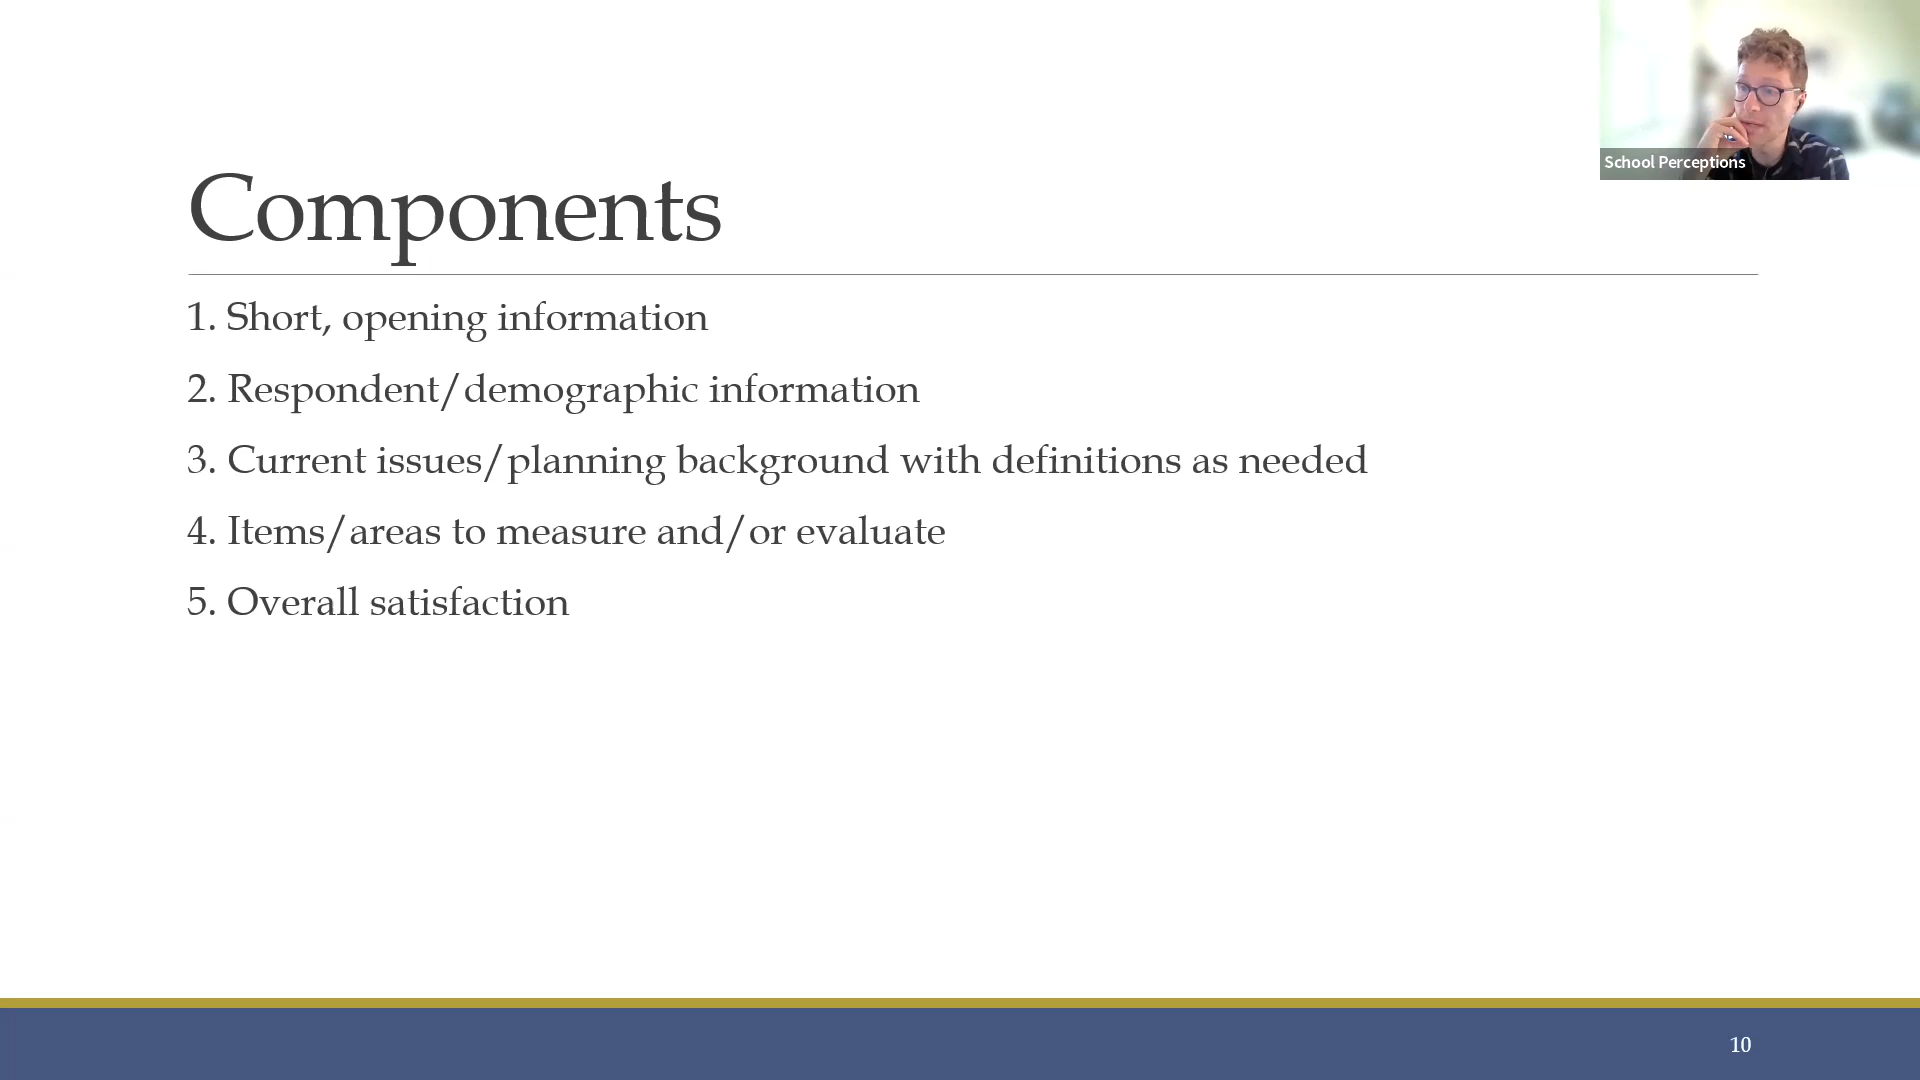 School Perceptions
Components
1. Short, opening information
2. Respondent/demographic information
3. Current issues/planning background with definitions as needed
4. Items/areas to measure and/or evaluate
5. Overall satisfaction
10